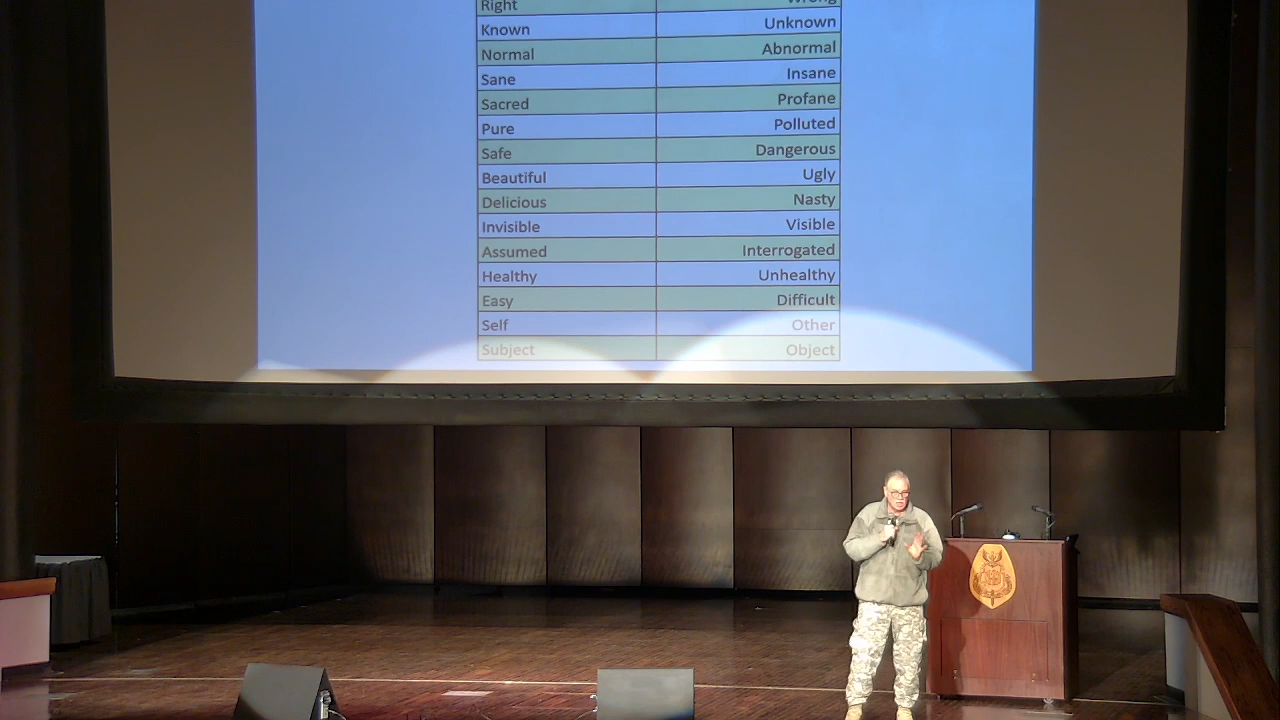 Right Wrong
Known Unknown
Normal Abnormal
Sane Insane
Sacred Profane
Pure Polluted
Safe Dangerous
Beautiful Ugly
Delicious Nasty
Invisible Visible
Assumed Interrogated
Healthy Unhealthy
Easy Difficult
Self Other
Subject Object